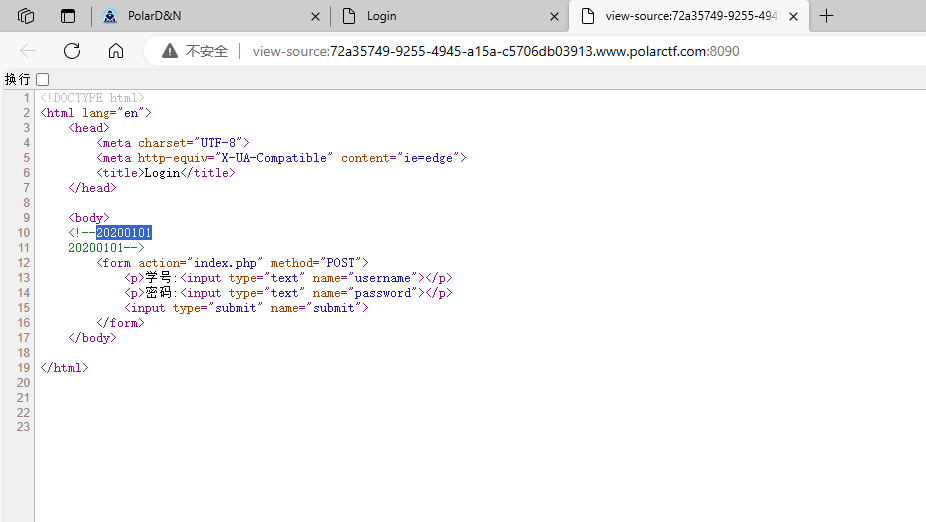 PolarD&N
Login
view-source:72a35749-9255-4945
不安全
view-source:72a35749-9255-4945-a15a-c5706db03913.www.polarctf.com:8090
换行
1 <!DOCTYPE html>
2 <html lang="en">
3 <head>
4 <meta charset="UTF-8">
5 <meta http-equiv="X-UA-Compatible" content="ie=edge">
6 <title>Login</title>
7 </head>
8
9 <body>
10 <!--20200101
11 20200101-->
12 <form action="index.php" method="POST">
13 <p>学号:<input type="text" name="username"></p>
14 <p>密码:<input type="text" name="password"></p>
15 <input type="submit" name="submit">
16 </form>
17 </body>
18
19 </html>
20
21
22
23